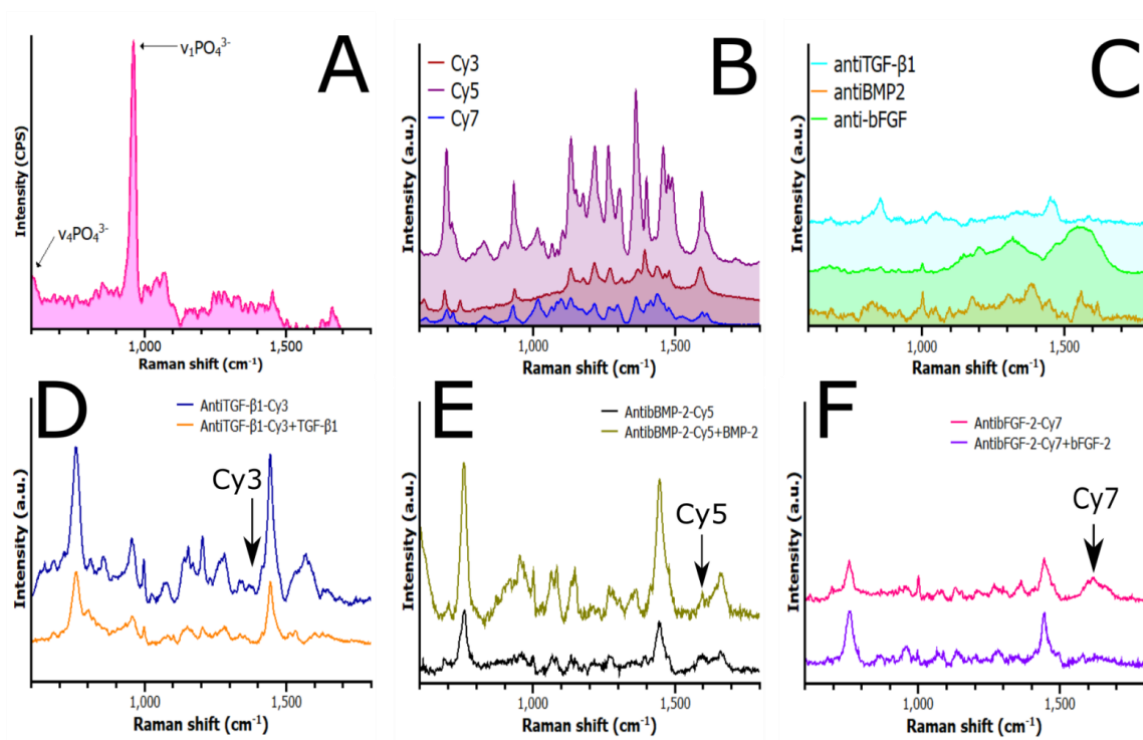 A
v₁PO₄³⁻
v₄PO₄³⁻
Intensity (CPS)
1,000
1,500
Raman shift (cm⁻¹)
B
Cy3
Cy5
Cy7
Intensity (a.u.)
1,000
1,500
Raman shift (cm⁻¹)
C
antiTGF-β1
antiBMP2
anti-bFGF
Intensity (a.u.)
1,000
1,500
Raman shift (cm⁻¹)
D
AntiTGF-β1-Cy3
AntiTGF-β1-Cy3+TGF-β1
Cy3
Intensity (a.u.)
1,000
1,500
Raman shift (cm⁻¹)
E
AntibBMP-2-Cy5
AntibBMP-2-Cy5+BMP-2
Cy5
Intensity (a.u.)
1,000
1,500
Raman shift (cm⁻¹)
F
AntibFGF-2-Cy7
AntibFGF-2-Cy7+bFGF-2
Cy7
Intensity (a.u.)
1,000
1,500
Raman shift (cm⁻¹)